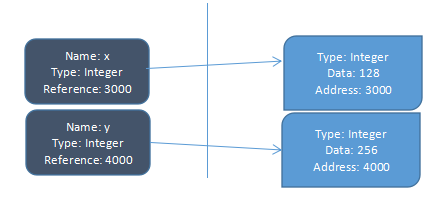 Name: x
Type: Integer
Reference: 3000
Type: Integer
Data: 128
Address: 3000
Name: y
Type: Integer
Reference: 4000
Type: Integer
Data: 256
Address: 4000